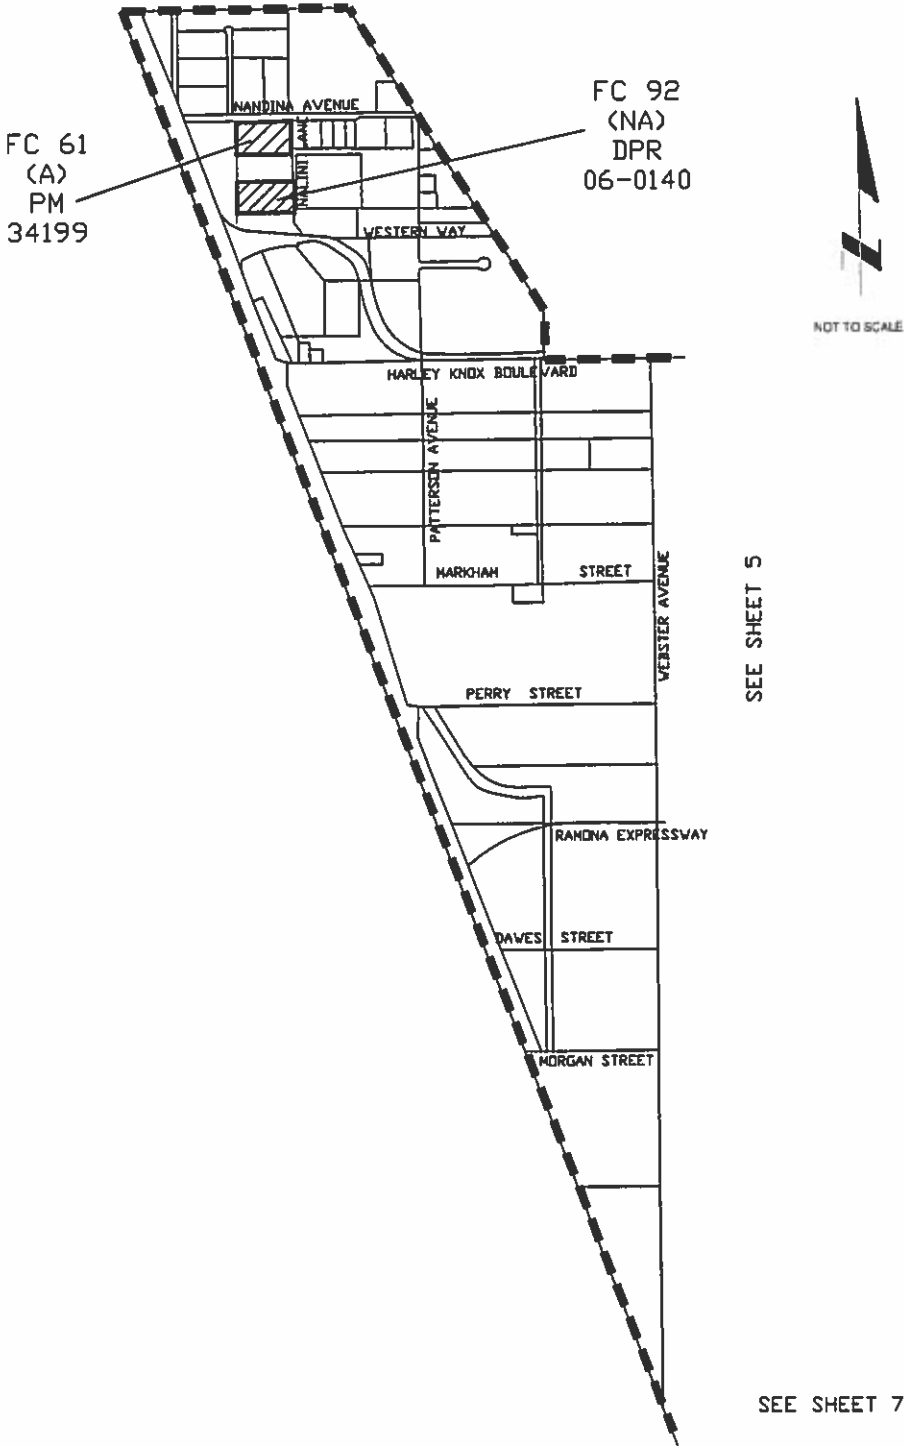 NANDINA AVENUE
FC 61
(A)
PM
34199
FC 92
(NA)
DPR
06-0140
NALINI LANE
WESTERN WAY
NOT TO SCALE
HARLEY KNOX BOULEVARD
PATTERSON AVENUE
MARKHAM STREET
WEBSTER AVENUE
SEE SHEET 5
PERRY STREET
RAMONA EXPRESSWAY
DAWES STREET
MORGAN STREET
SEE SHEET 7